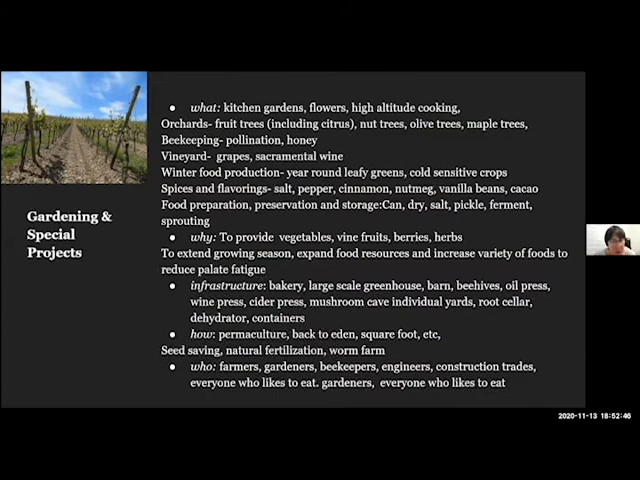 Gardening &
Special
Projects
● what: kitchen gardens, flowers, high altitude cooking,
Orchards- fruit trees (including citrus), nut trees, olive trees, maple trees,
Beekeeping- pollination, honey
Vineyard- grapes, sacramental wine
Winter food production- year round leafy greens, cold sensitive crops
Spices and flavorings- salt, pepper, cinnamon, nutmeg, vanilla beans, cacao
Food preparation, preservation and storage:Can, dry, salt, pickle, ferment,
sprouting
● why: To provide vegetables, vine fruits, berries, herbs
To extend growing season, expand food resources and increase variety of foods to
reduce palate fatigue
● infrastructure: bakery, large scale greenhouse, barn, beehives, oil press,
wine press, cider press, mushroom cave individual yards, root cellar,
dehydrator, containers
● how: permaculture, back to eden, square foot, etc,
Seed saving, natural fertilization, worm farm
● who: farmers, gardeners, beekeepers, engineers, construction trades,
everyone who likes to eat. gardeners, everyone who likes to eat
2020-11-13 18:52:46